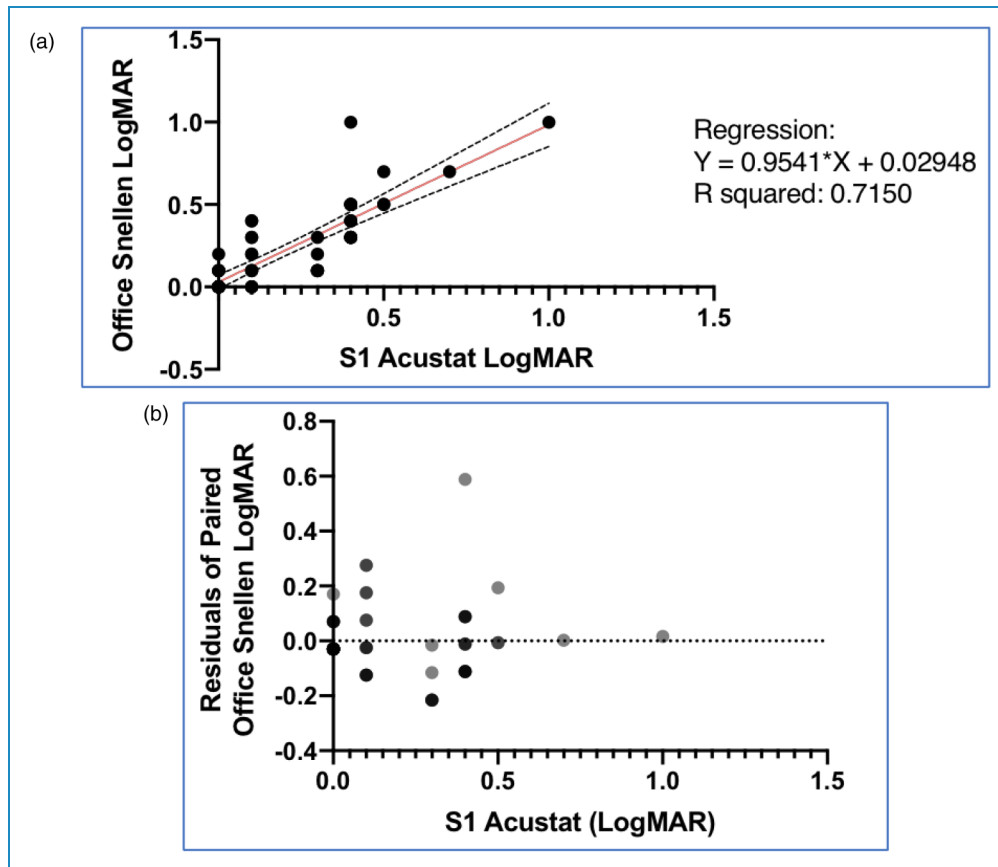 (a)
1.5
1.0
0.5
0.0
-0.5
Office Snellen LogMAR
0.5
1.0
1.5
S1 Acustat LogMAR
Regression:
Y = 0.9541*X + 0.02948
R squared: 0.7150
(b)
0.8
0.6
0.4
0.2
0.0
-0.2
-0.4
Residuals of Paired
Office Snellen LogMAR
0.0
0.5
1.0
1.5
S1 Acustat (LogMAR)